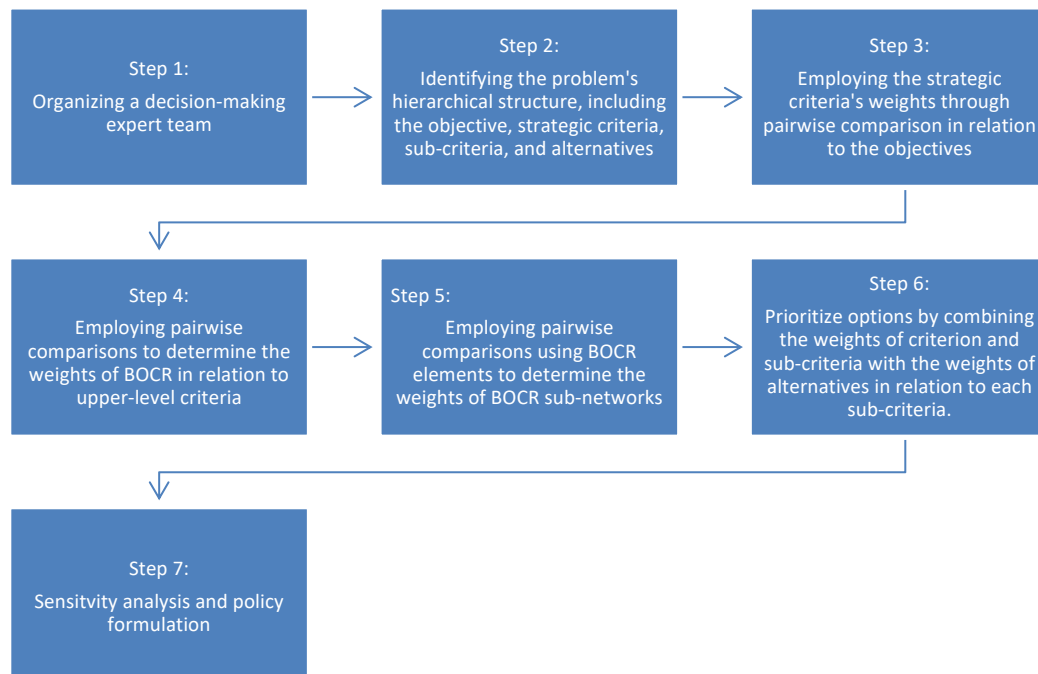 Step 1:
Organizing a decision-making
expert team
Step 2:
Identifying the problem's
hierarchical structure, including
the objective, strategic criteria,
sub-criteria, and alternatives
Step 3:
Employing the strategic
criteria's weights through
pairwise comparison in relation
to the objectives
Step 4:
Employing pairwise
comparisons to determine the
weights of BOCR in relation to
upper-level criteria
Step 5:
Employing pairwise
comparisons using BOCR
elements to determine the
weights of BOCR sub-networks
Step 6:
Prioritize options by combining
the weights of criterion and
sub-criteria with the weights of
alternatives in relation to each
sub-criteria.
Step 7:
Sensitvity analysis and policy
formulation